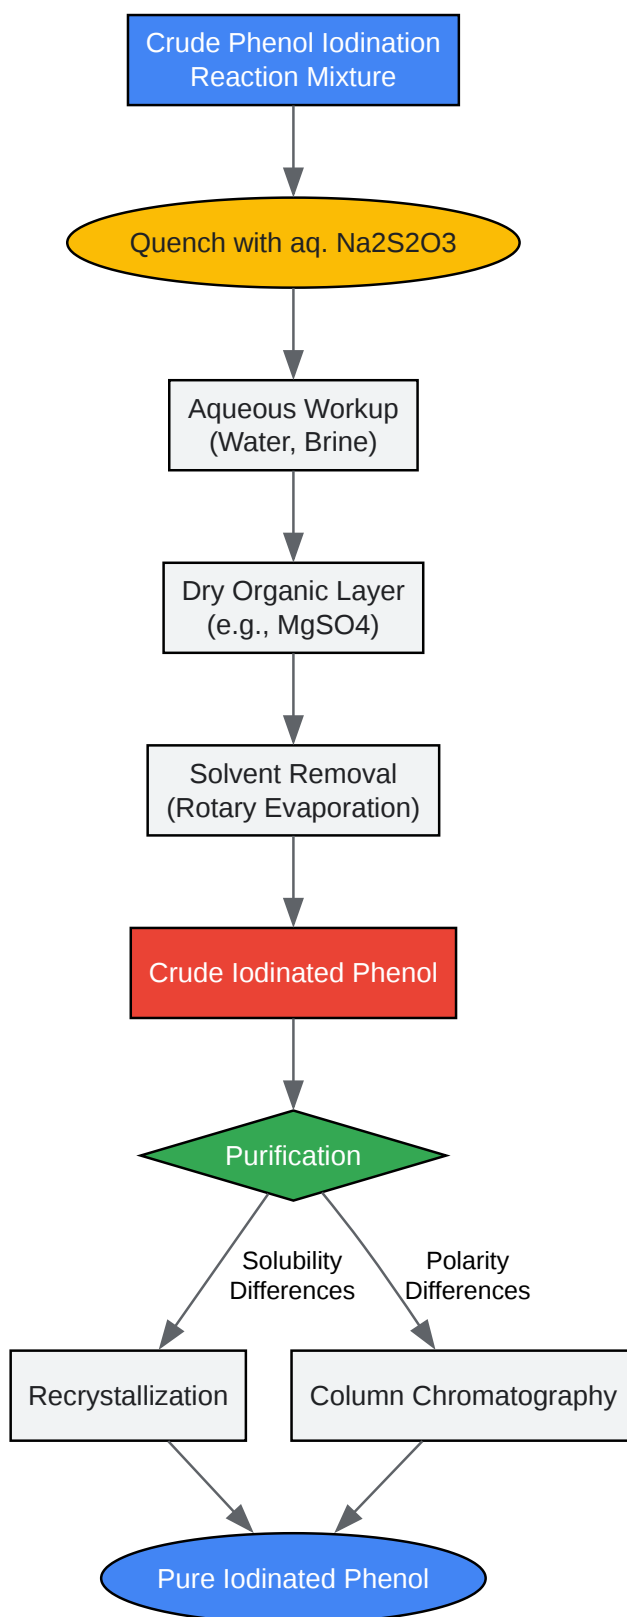 Crude Phenol Iodination
Reaction Mixture
Quench with aq. Na2S2O3
Aqueous Workup
(Water, Brine)
Dry Organic Layer
(e.g., MgSO4)
Solvent Removal
(Rotary Evaporation)
Crude Iodinated Phenol
Purification
Solubility
Differences
Polarity
Differences
Recrystallization
Column Chromatography
Pure Iodinated Phenol